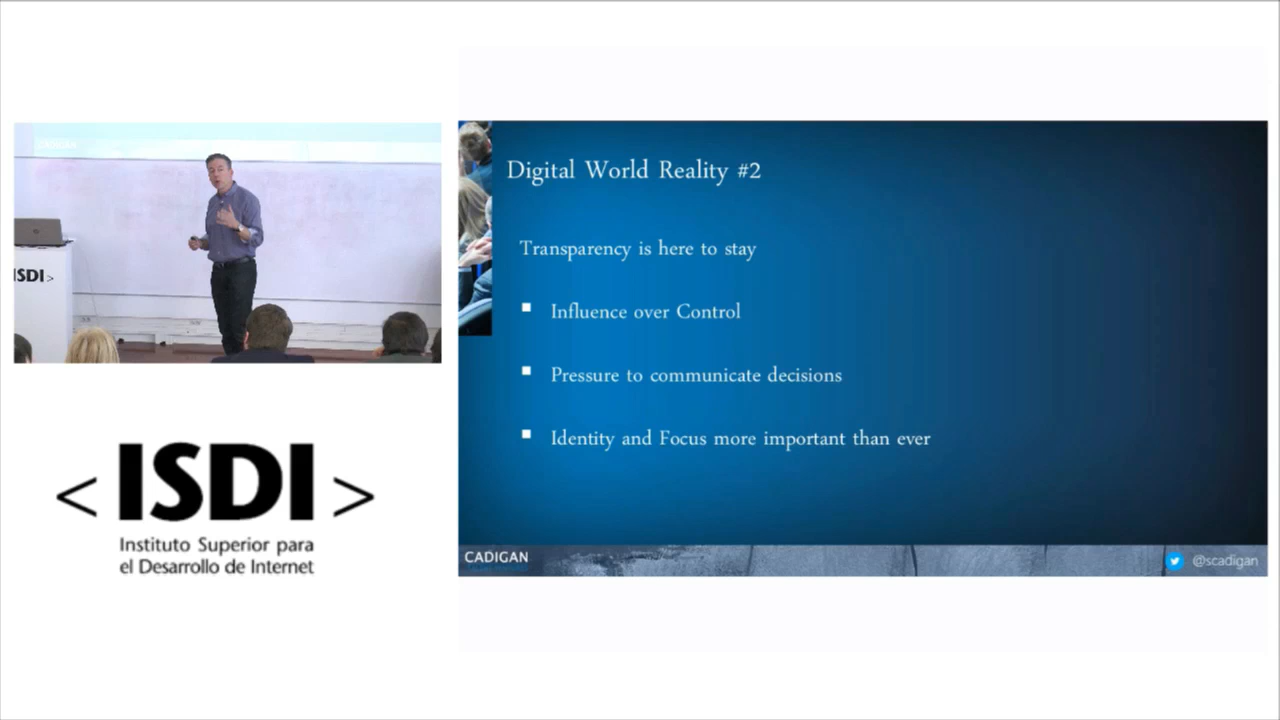 ISDI>
<ISDI>
Instituto Superior para
el Desarrollo de Internet
Digital World Reality #2
Transparency is here to stay
▪ Influence over Control
▪ Pressure to communicate decisions
▪ Identity and Focus more important than ever
CADIGAN
@scadigan